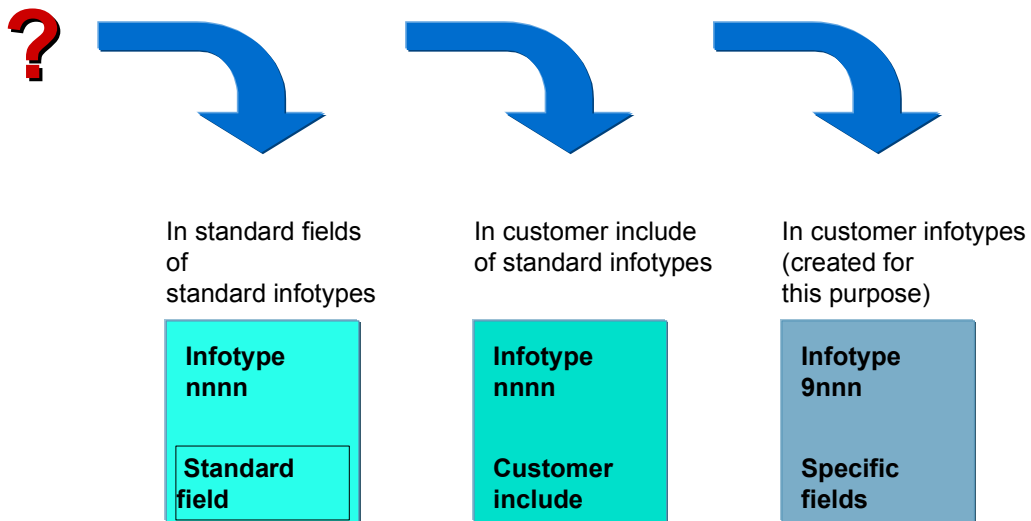 ?
In standard fields
of
standard infotypes
In customer include
of standard infotypes
In customer infotypes
(created for
this purpose)
Infotype
nnnn
Standard
field
Infotype
nnnn
Customer
include
Infotype
9nnn
Specific
fields